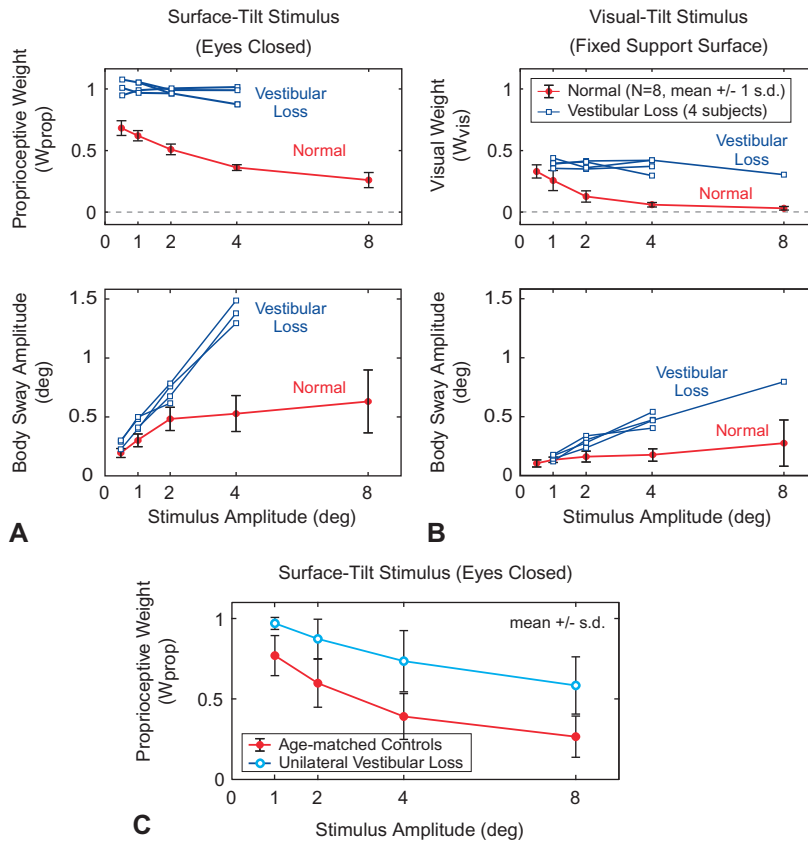 Surface-Tilt Stimulus
(Eyes Closed)
Proprioceptive Weight
(Wprop)
1
0.5
0
Vestibular
Loss
Normal
0 1 2 4 8
Body Sway Amplitude
(deg)
1.5
1
0.5
0
Vestibular
Loss
Normal
0 1 2 4 8
Stimulus Amplitude (deg)
A
Visual-Tilt Stimulus
(Fixed Support Surface)
Visual Weight
(Wvis)
1
0.5
0
Normal (N=8, mean +/- 1 s.d.)
Vestibular Loss (4 subjects)
Vestibular
Loss
Normal
0 1 2 4 8
Body Sway Amplitude
(deg)
1.5
1
0.5
0
Vestibular
Loss
Normal
0 1 2 4 8
Stimulus Amplitude (deg)
B
Surface-Tilt Stimulus (Eyes Closed)
Proprioceptive Weight
(Wprop)
1
0.5
0
mean +/- s.d.
Age-matched Controls
Unilateral Vestibular Loss
0 1 2 4 8
Stimulus Amplitude (deg)
C